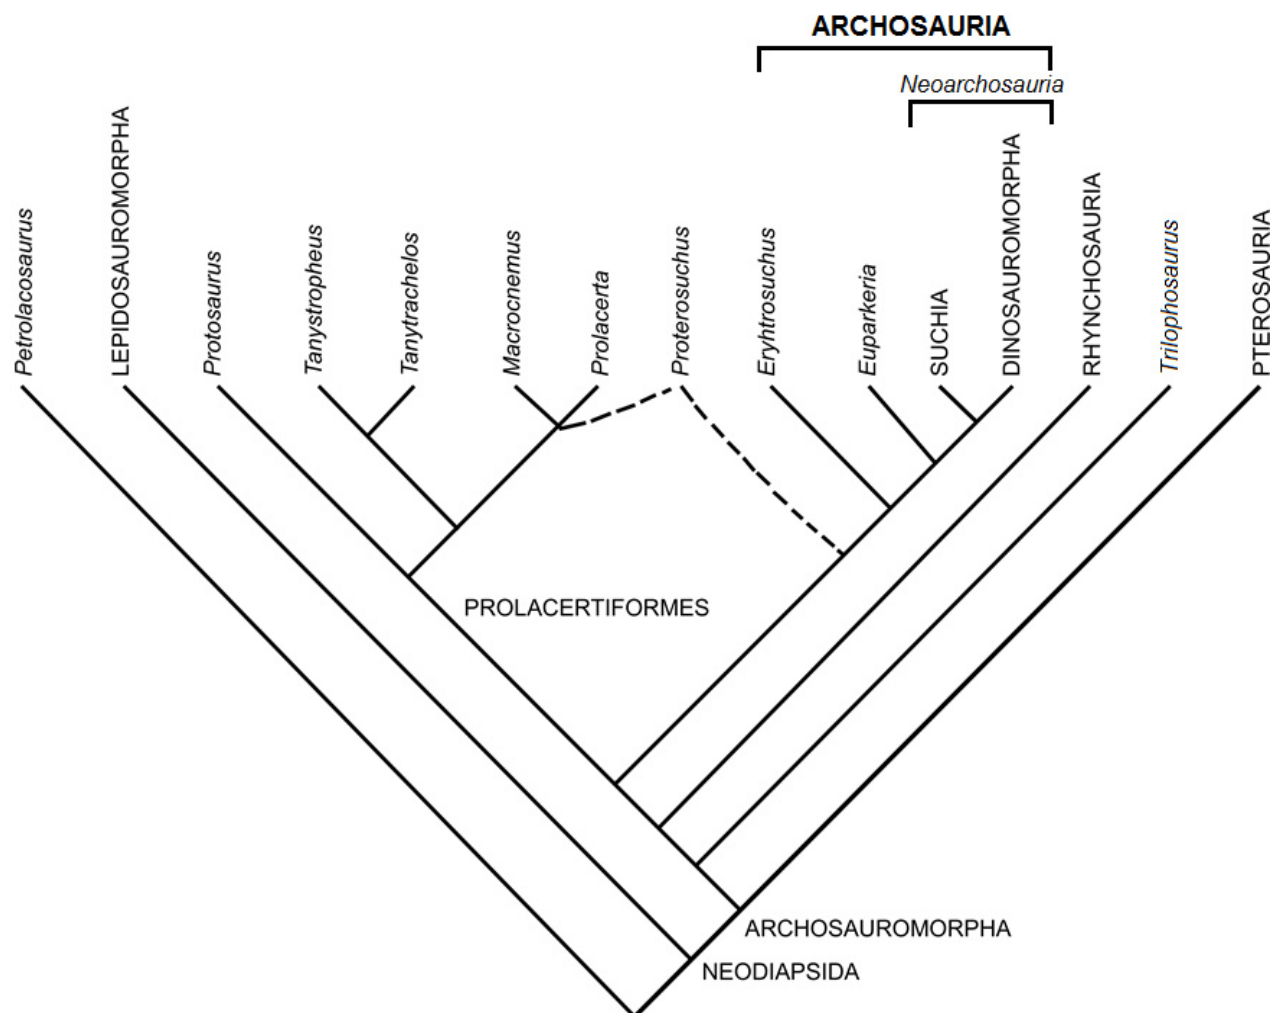 ARCHOSAURIA
Neoarchosauria
Petrolacosaurus
LEPIDOSAUROMORPHA
Protosaurus
Tanystropheus
Tanytrachelos
Macrocnemus
Prolacerta
Proterosuchus
Eryhtrosuchus
Euparkeria
SUCHIA
DINOSAUROMORPHA
RHYNCHOSAURIA
Trilophosaurus
PTEROSAURIA
PROLACERTIFORMES
ARCHOSAUROMORPHA
NEODIAPSIDA